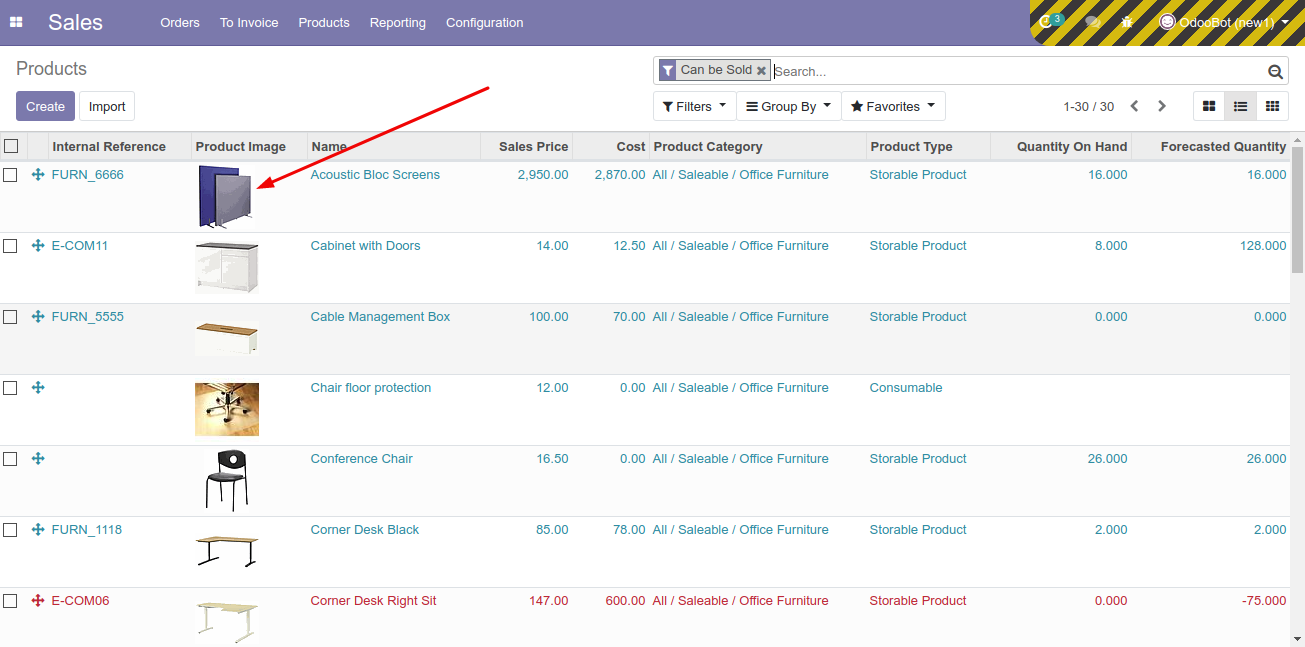 Sales Orders To Invoice Products Reporting Configuration 3 OdooBot (new1)
Products Can be Sold Search...
Create Import Filters Group By Favorites 1-30 / 30
Internal Reference Product Image Name Sales Price Cost Product Category Product Type Quantity On Hand Forecasted Quantity
FURN_6666 Acoustic Bloc Screens 2,950.00 2,870.00 All / Saleable / Office Furniture Storable Product 16.000 16.000
E-COM11 Cabinet with Doors 14.00 12.50 All / Saleable / Office Furniture Storable Product 8.000 128.000
FURN_5555 Cable Management Box 100.00 70.00 All / Saleable / Office Furniture Storable Product 0.000 0.000
Chair floor protection 12.00 0.00 All / Saleable / Office Furniture Consumable
Conference Chair 16.50 0.00 All / Saleable / Office Furniture Storable Product 26.000 26.000
FURN_1118 Corner Desk Black 85.00 78.00 All / Saleable / Office Furniture Storable Product 2.000 2.000
E-COM06 Corner Desk Right Sit 147.00 600.00 All / Saleable / Office Furniture Storable Product 0.000 -75.000